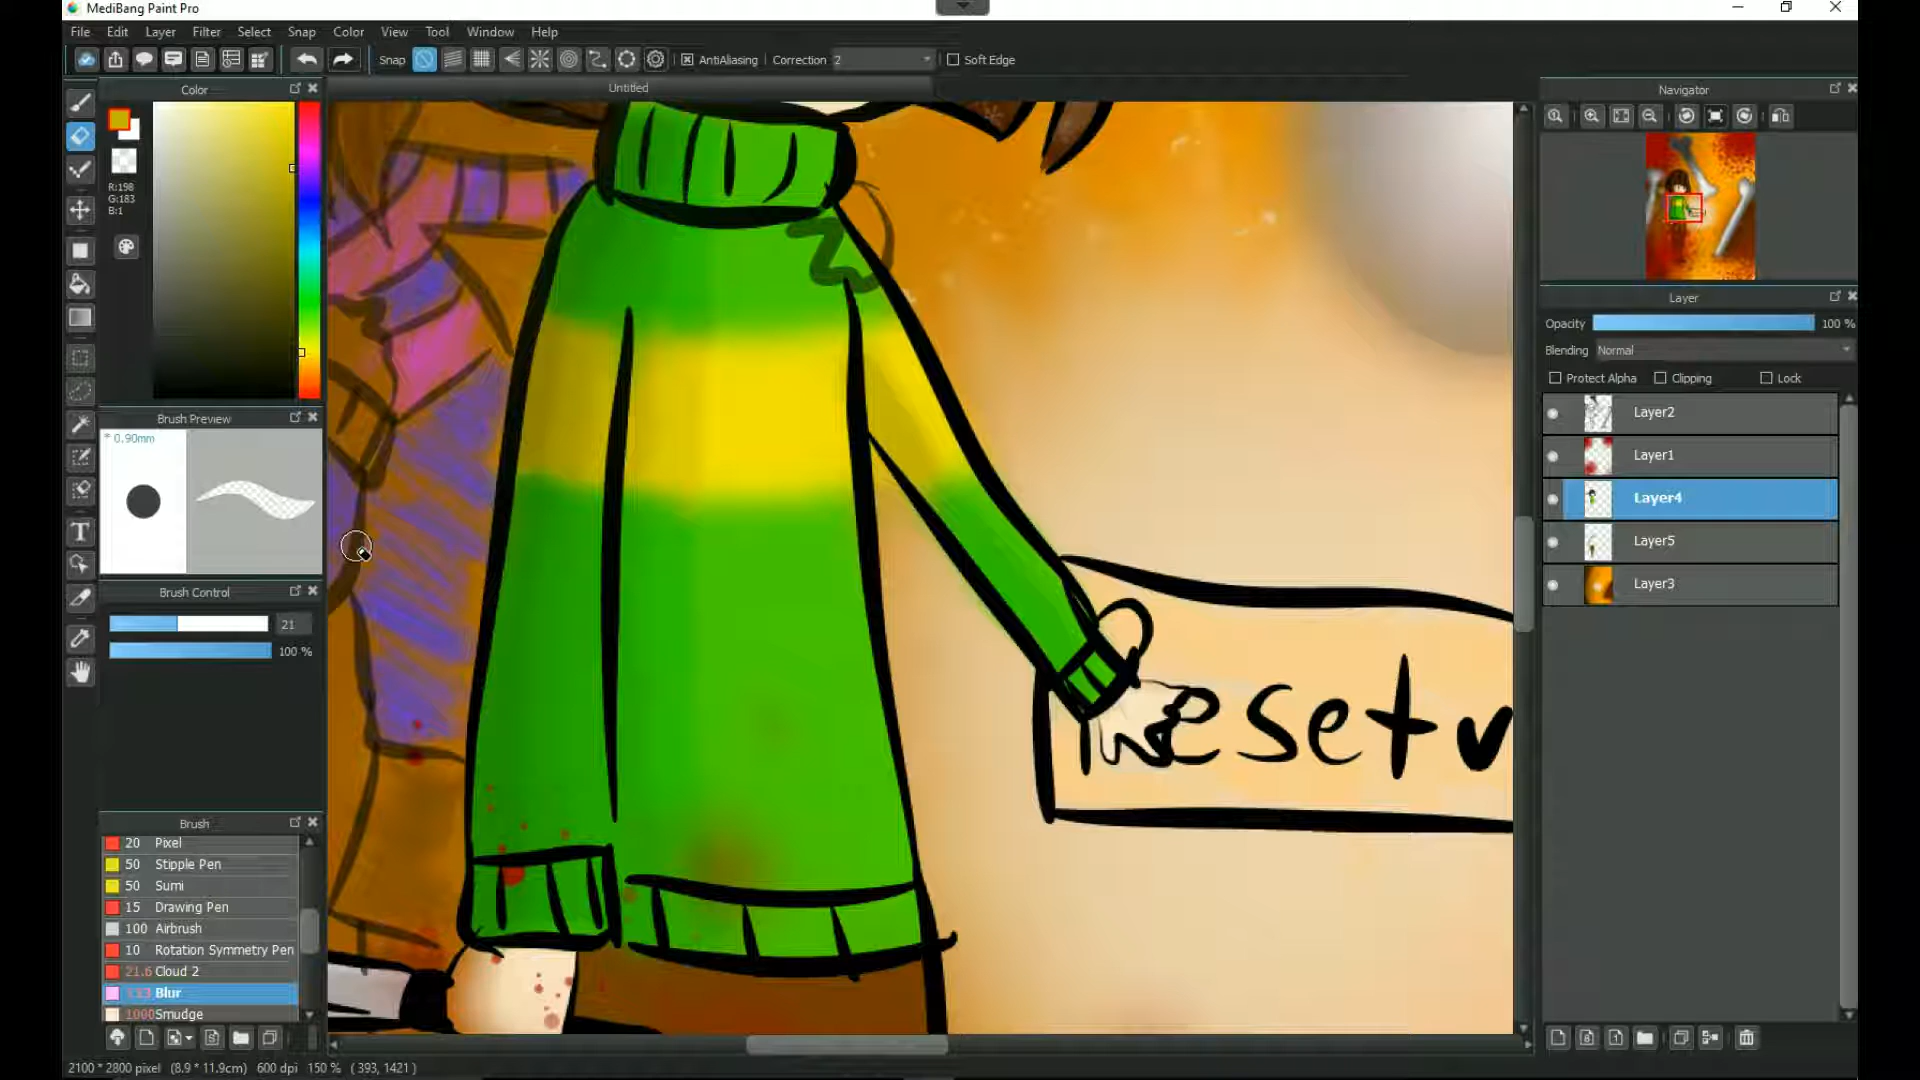 MediBang Paint Pro
File Edit Layer Filter Select Snap Color View Tool Window Help
Snap AntiAliasing Correction 2 Soft Edge
Color Untitled Navigator
R:198
G:183
B:1
Layer
Opacity 100 %
Blending Normal
Protect Alpha Clipping Lock
Brush Preview
* 0.90mm
Layer2
Layer1
Layer4
Layer5
Layer3
Brush Control
21
100 %
Reset
Brush
20 Pixel
50 Stipple Pen
50 Sumi
15 Drawing Pen
100 Airbrush
10 Rotation Symmetry Pen
21.6 Cloud 2
Blur
1000 Smudge
2100 * 2800 pixel (8.9 * 11.9cm) 600 dpi 150 % ( 393, 1421 )